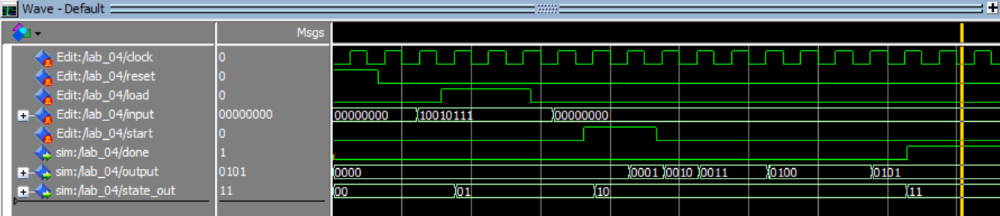 Wave - Default
Msgs
Edit:/lab_04/clock 0
Edit:/lab_04/reset 0
Edit:/lab_04/load 0
Edit:/lab_04/input 00000000 00000000 10010111 00000000
Edit:/lab_04/start 0
sim:/lab_04/done 1
sim:/lab_04/output 0101 0000 0001 0010 0011 0100 0101
sim:/lab_04/state_out 11 00 01 10 11